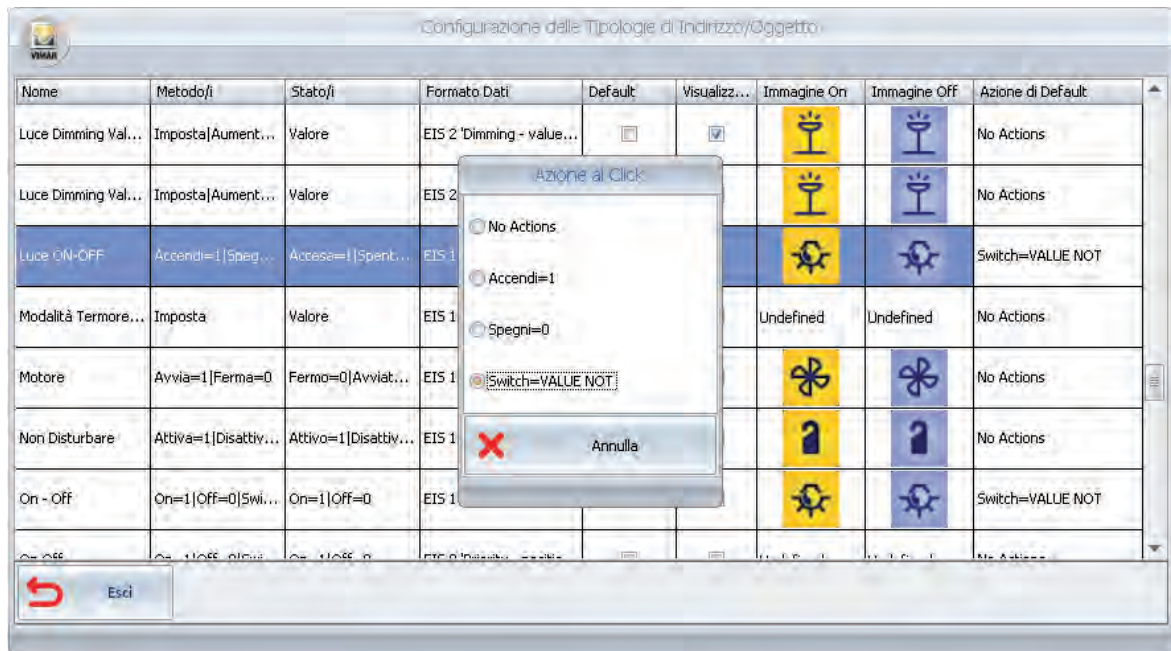 Configurazione delle Tipologie di Indirizzo/Oggetto
VIMAR
Nome Metodo/i Stato/i Formato Dati Default Visualizz... Immagine On Immagine Off Azione di Default
Luce Dimming Val... Imposta|Aument... Valore EIS 2 'Dimming - value... No Actions
Azione al Click
Luce Dimming Val... Imposta|Aument... Valore EIS 2 No Actions
No Actions
Luce ON-OFF Accendi=1|Speg... Accesa=1|Spent... EIS 1 Switch=VALUE NOT
Accendi=1
Modalità Termore... Imposta Valore EIS 1 Undefined Undefined No Actions
Spegni=0
Motore Avvia=1|Ferma=0 Fermo=0|Avviat... EIS 1 No Actions
Switch=VALUE NOT
Non Disturbare Attiva=1|Disattiv... Attivo=1|Disattiv... EIS 1 No Actions
Annulla
On - Off On=1|Off=0|Swi... On=1|Off=0 EIS 1 Switch=VALUE NOT
Esci